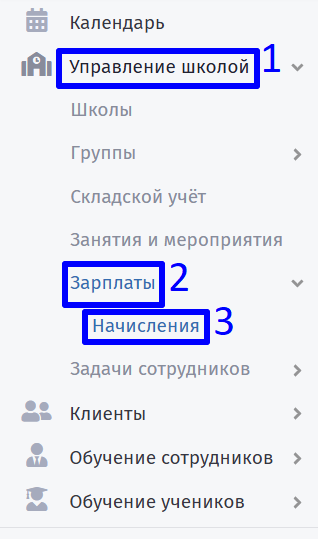 Календарь
Управление школой 1
Школы
Группы
Складской учёт
Занятия и мероприятия
Зарплаты 2
Начисления 3
Задачи сотрудников
Клиенты
Обучение сотрудников
Обучение учеников